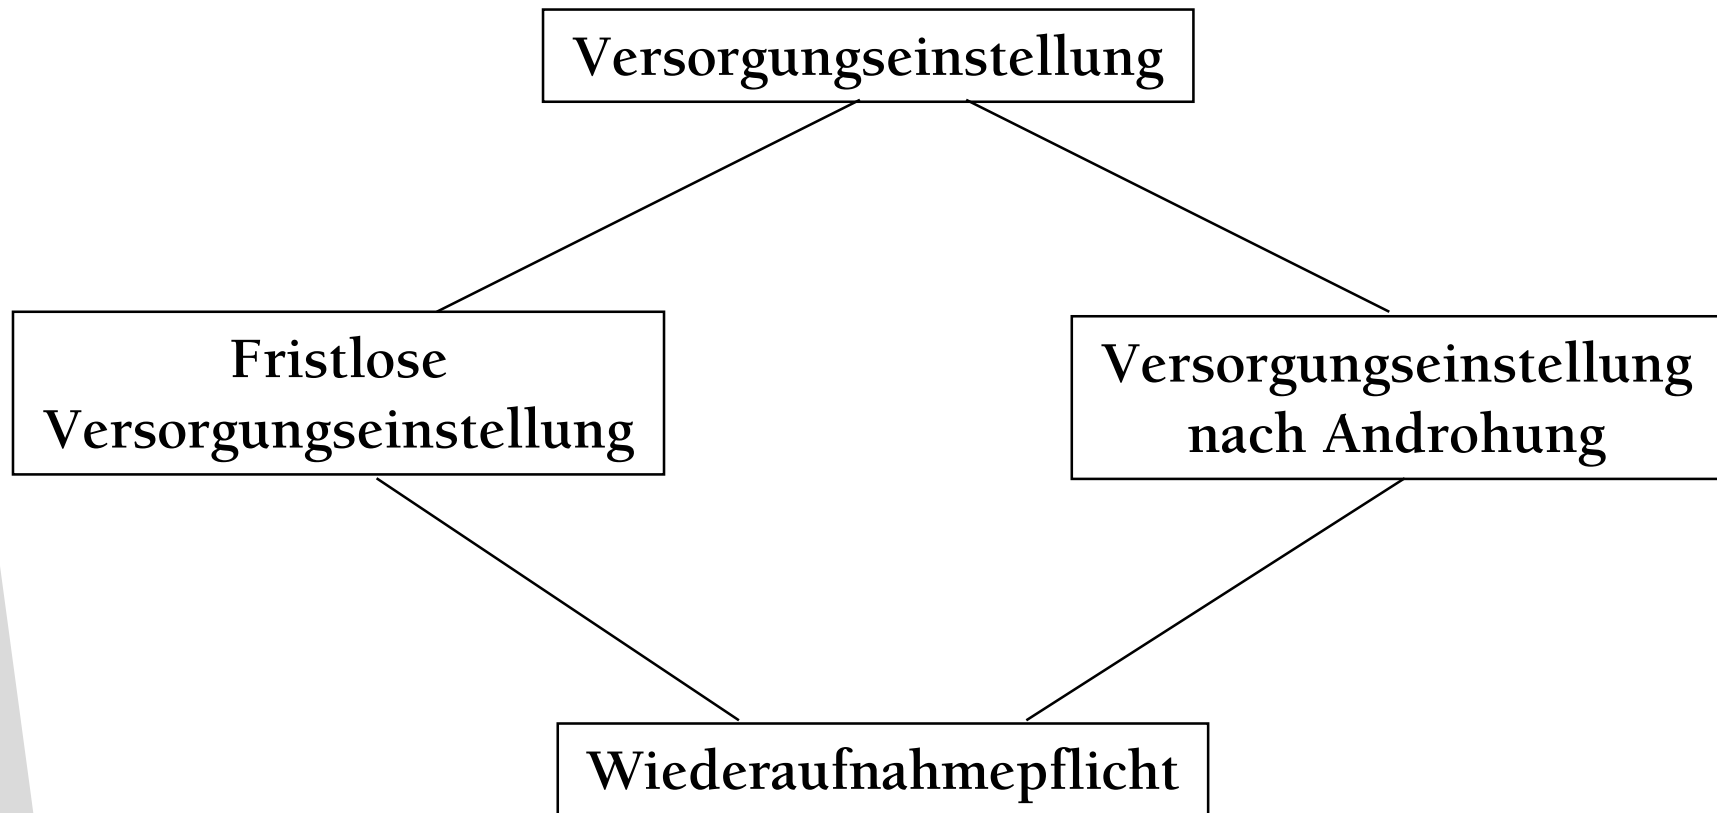 Versorgungseinstellung
Fristlose
Versorgungseinstellung
Versorgungseinstellung
nach Androhung
Wiederaufnahmepflicht